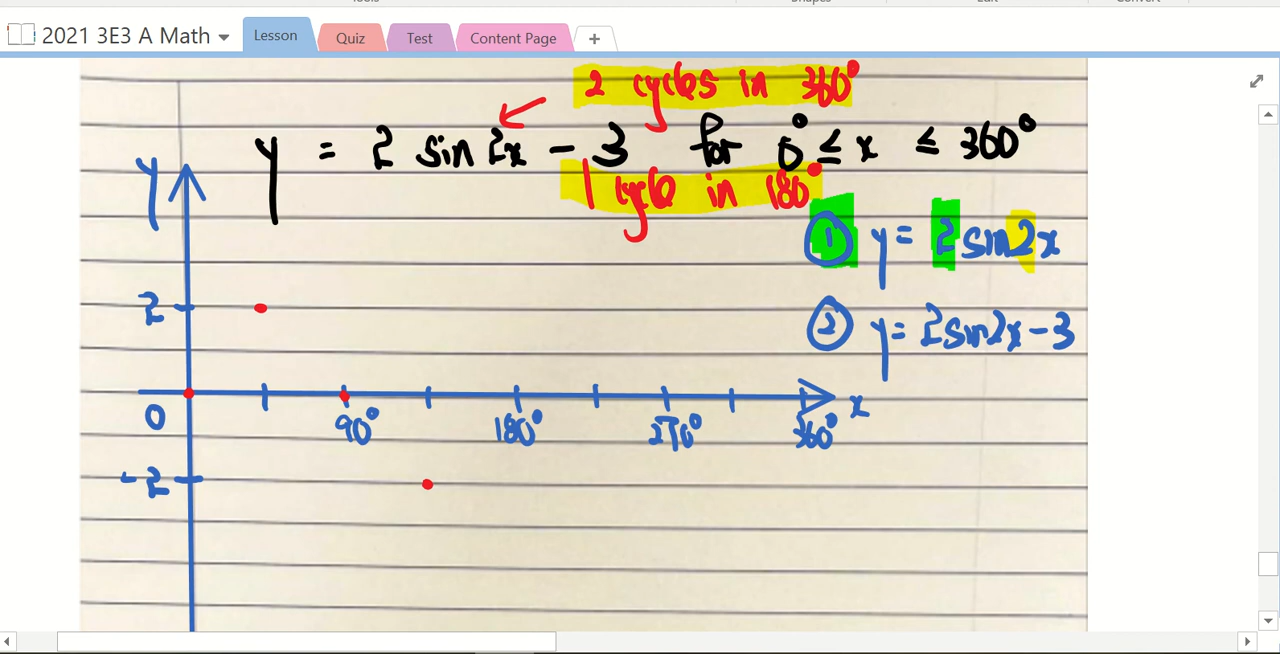 2021 3E3 A Math
Lesson
Quiz
Test
Content Page
+
2 cycles in 360°
y = 2 sin 2x - 3 for 0° ≤ x ≤ 360°
1 cycle in 180°
y
① y = 2 sin 2x
2
② y = 2 sin 2x - 3
0
90°
180°
270°
360°
x
-2